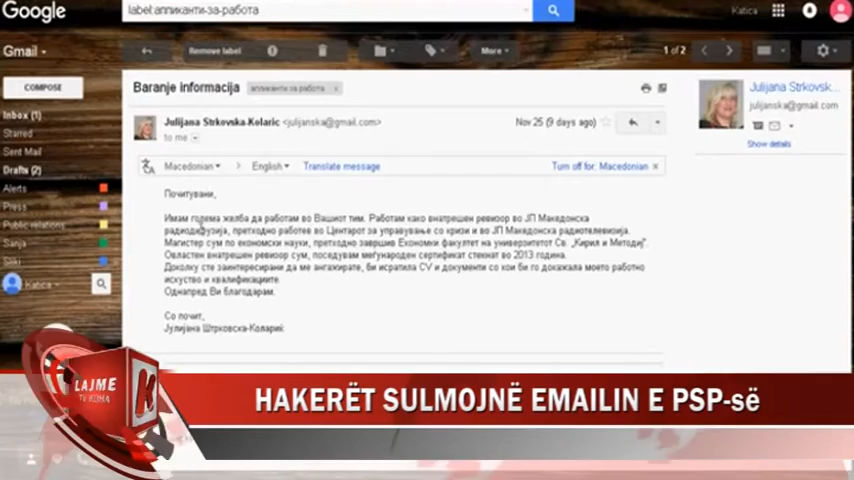 Google
label:апликанти-за-работа
Katica
Gmail
Remove label
More
1 of 2
COMPOSE
Baranje informacija
апликанти за работа x
Julijana Strkovsk...
julijanska@gmail.com
Show details
Inbox (1)
Starred
Sent Mail
Drafts (2)
Alerts
Press
Public relations
Sanja
Sliki
Katica
Julijana Strkovska-Kolaric <julijanska@gmail.com>
Nov 25 (9 days ago)
to me
Macedonian > English Translate message
Turn off for: Macedonian x
Почитувани,
Имам голема желба да работам во Вашиот тим. Работам како внатрешен ревизор во ЈП Македонска
радиодифузија, претходно работев во Центарот за управување со кризи и во ЈП Македонска радиотелевизија.
Магистер сум по економски науки, претходно завршив Економки факултет на универзитетот Св. „Кирил и Методиј".
Овластен внатрешен ревизор сум, поседувам меѓународен сертификат стекнат во 2013 година.
Доколку сте заинтересирани да ме ангажирате, би испратила CV и документи со кои би го докажала моето работно
искуство и квалификациите.
Однапред Ви благодарам.
Со почит,
Јулијана Штрковска-Колариќ
LAJME
TV KOHA
K
HAKERËT SULMOJNË EMAILIN E PSP-së